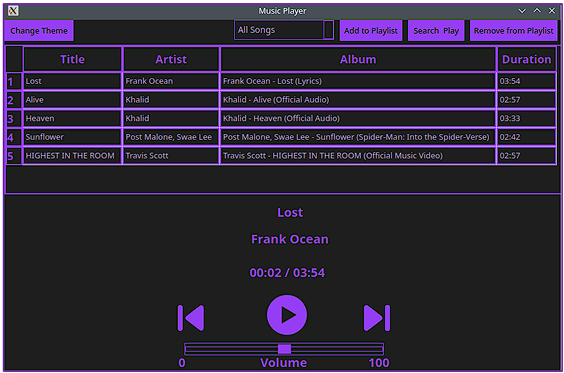 X Music Player
Change Theme All Songs Add to Playlist Search Play Remove from Playlist
Title Artist Album Duration
1 Lost Frank Ocean Frank Ocean - Lost (Lyrics) 03:54
2 Alive Khalid Khalid - Alive (Official Audio) 02:57
3 Heaven Khalid Khalid - Heaven (Official Audio) 03:33
4 Sunflower Post Malone, Swae Lee Post Malone, Swae Lee - Sunflower (Spider-Man: Into the Spider-Verse) 02:42
5 HIGHEST IN THE ROOM Travis Scott Travis Scott - HIGHEST IN THE ROOM (Official Music Video) 02:57
Lost
Frank Ocean
00:02 / 03:54
0 Volume 100